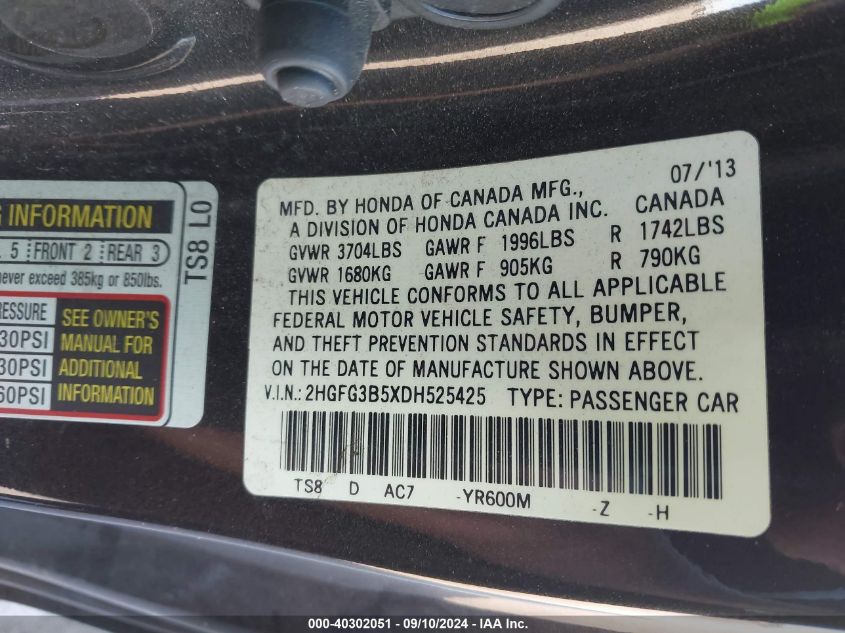 G INFORMATION
5 FRONT 2 REAR 3
never exceed 385kg or 850lbs.
PRESSURE
30PSI
30PSI
60PSI
SEE OWNER'S
MANUAL FOR
ADDITIONAL
INFORMATION
TS8 L0
07/'13
MFD. BY HONDA OF CANADA MFG.,
A DIVISION OF HONDA CANADA INC. CANADA
GVWR 3704LBS GAWR F 1996LBS R 1742LBS
GVWR 1680KG GAWR F 905KG R 790KG
THIS VEHICLE CONFORMS TO ALL APPLICABLE
FEDERAL MOTOR VEHICLE SAFETY, BUMPER,
AND THEFT PREVENTION STANDARDS IN EFFECT
ON THE DATE OF MANUFACTURE SHOWN ABOVE.
V.I.N.: 2HGFG3B5XDH525425 TYPE: PASSENGER CAR
TS8 D AC7 -YR600M -Z -H
000-40302051 - 09/10/2024 - IAA Inc.